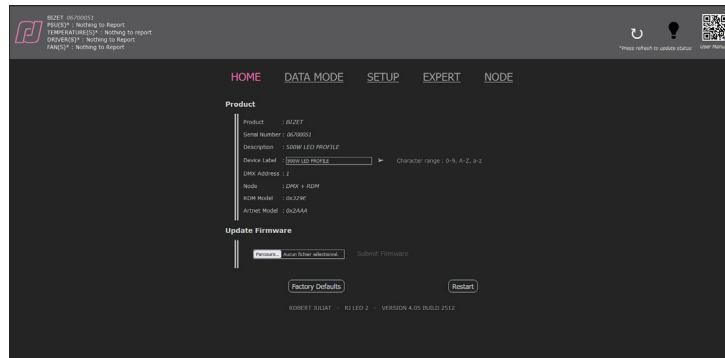 BIZET 06700051
PSU(S)* : Nothing to Report
TEMPERATURE(S)* : Nothing to report
DRIVER(S)* : Nothing to Report
FAN(S)* : Nothing to Report
*Press refresh to update status
User Manual
HOME DATA MODE SETUP EXPERT NODE
Product
Product : BIZET
Serial Number : 06700051
Description : 500W LED PROFILE
Device Label : 500W LED PROFILE ➤ Character range : 0-9, A-Z, a-z
DMX Address : 1
Node : DMX + RDM
RDM Model : 0x329E
Artnet Model : 0x2AAA
Update Firmware
Parcourir... Aucun fichier sélectionné. Submit Firmware
Factory Defaults Restart
ROBERT JULIAT - RJ LED 2 - VERSION 4.05 BUILD 2512